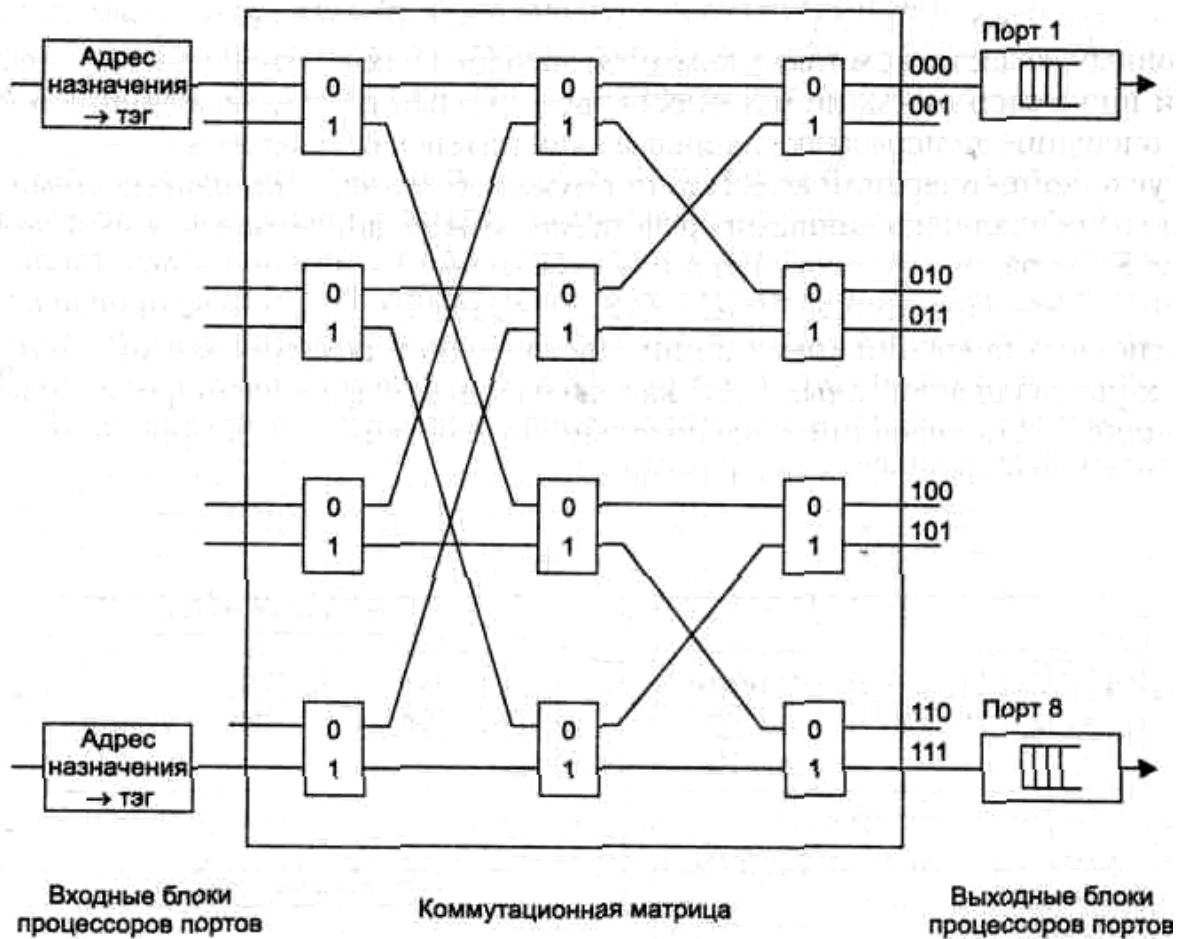 Порт 1
Адрес
назначения
→ тэг
0
1
0
1
0
1
000
001
0
1
0
1
0
1
010
011
0
1
0
1
0
1
100
101
Адрес
назначения
→ тэг
0
1
0
1
0
1
110
111
Порт 8
Входные блоки
процессоров портов
Коммутационная матрица
Выходные блоки
процессоров портов